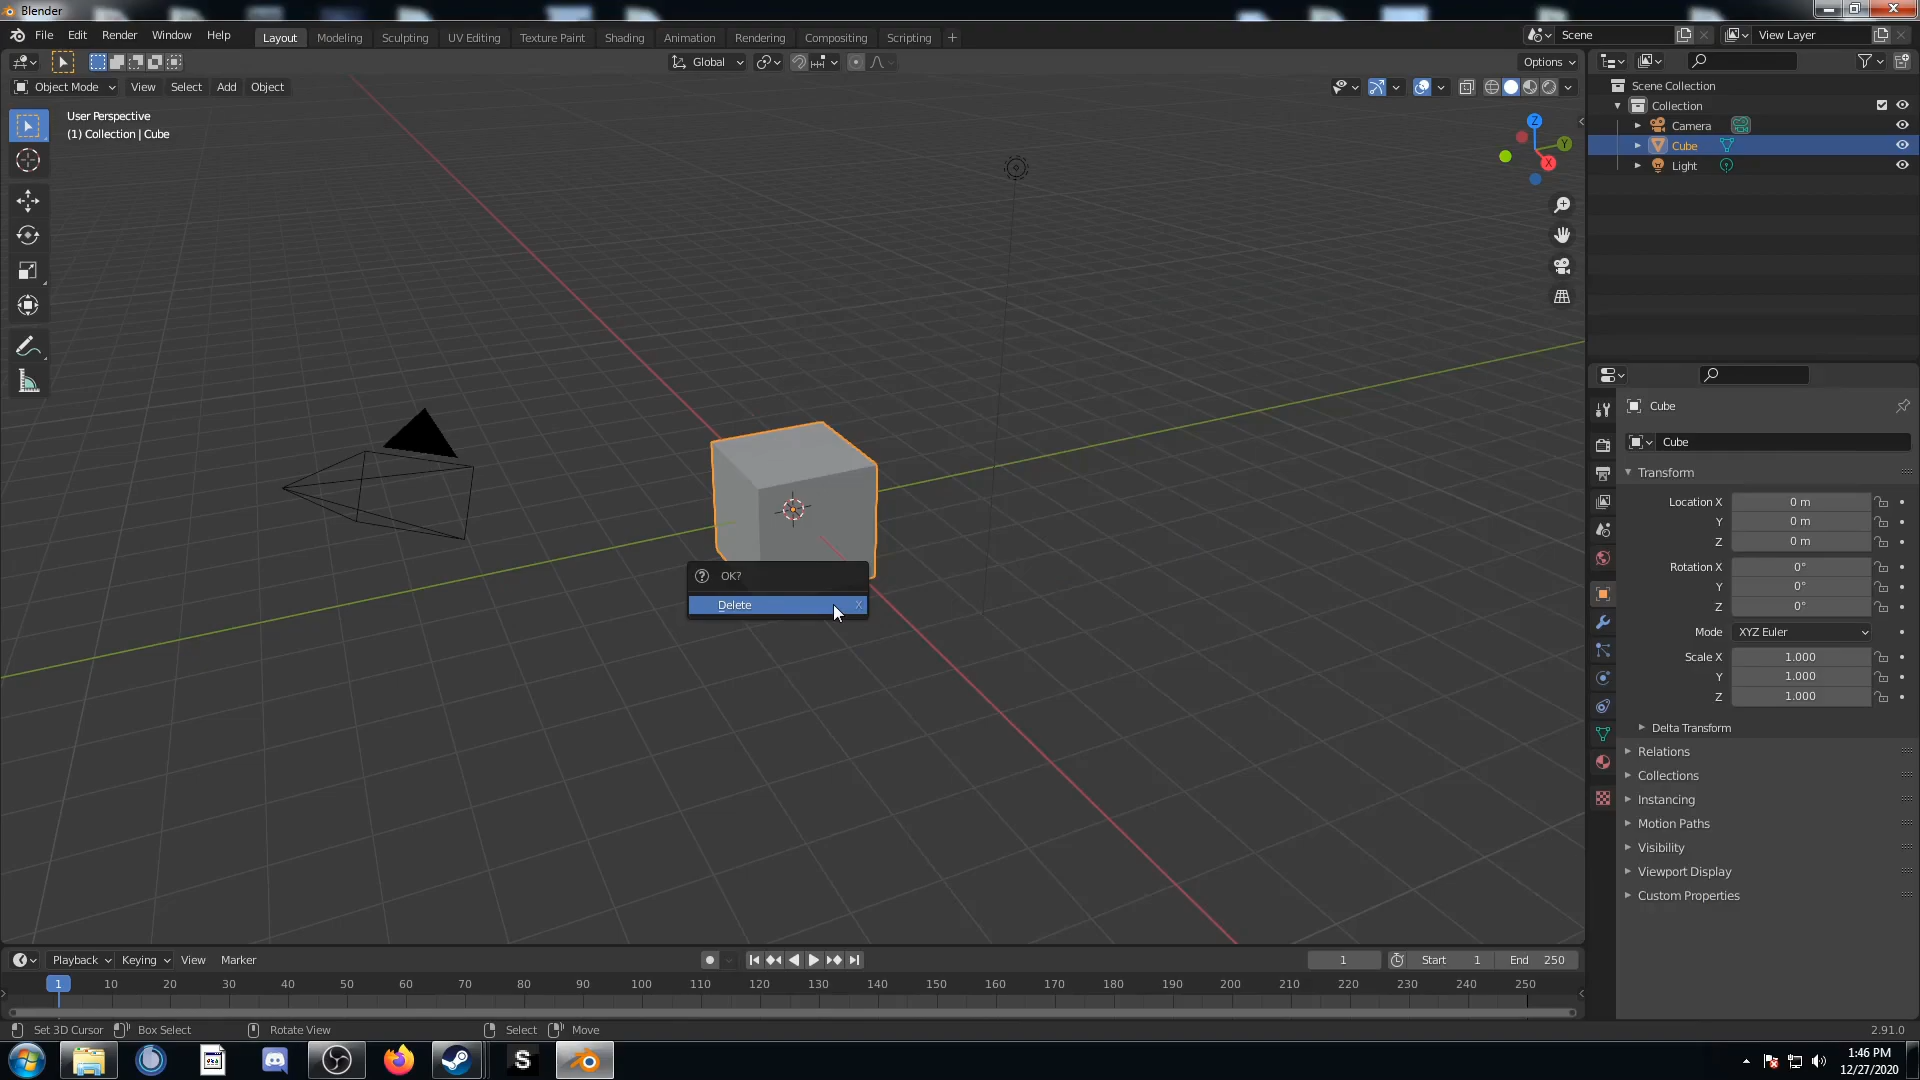 Blender
File Edit Render Window Help Layout Modeling Sculpting UV Editing Texture Paint Shading Animation Rendering Compositing Scripting + Scene View Layer
Global Options
Object Mode View Select Add Object
User Perspective
(1) Collection | Cube
Z
Y
X
OK?
Delete X
Scene Collection
Collection
Camera
Cube
Light
Cube
Cube
Transform
Location X 0 m
Y 0 m
Z 0 m
Rotation X 0°
Y 0°
Z 0°
Mode XYZ Euler
Scale X 1.000
Y 1.000
Z 1.000
Delta Transform
Relations
Collections
Instancing
Motion Paths
Visibility
Viewport Display
Custom Properties
Playback Keying View Marker 1 Start 1 End 250
1 10 20 30 40 50 60 70 80 90 100 110 120 130 140 150 160 170 180 190 200 210 220 230 240 250
Set 3D Cursor Box Select Rotate View Select Move 2.91.0
S
1:46 PM
12/27/2020